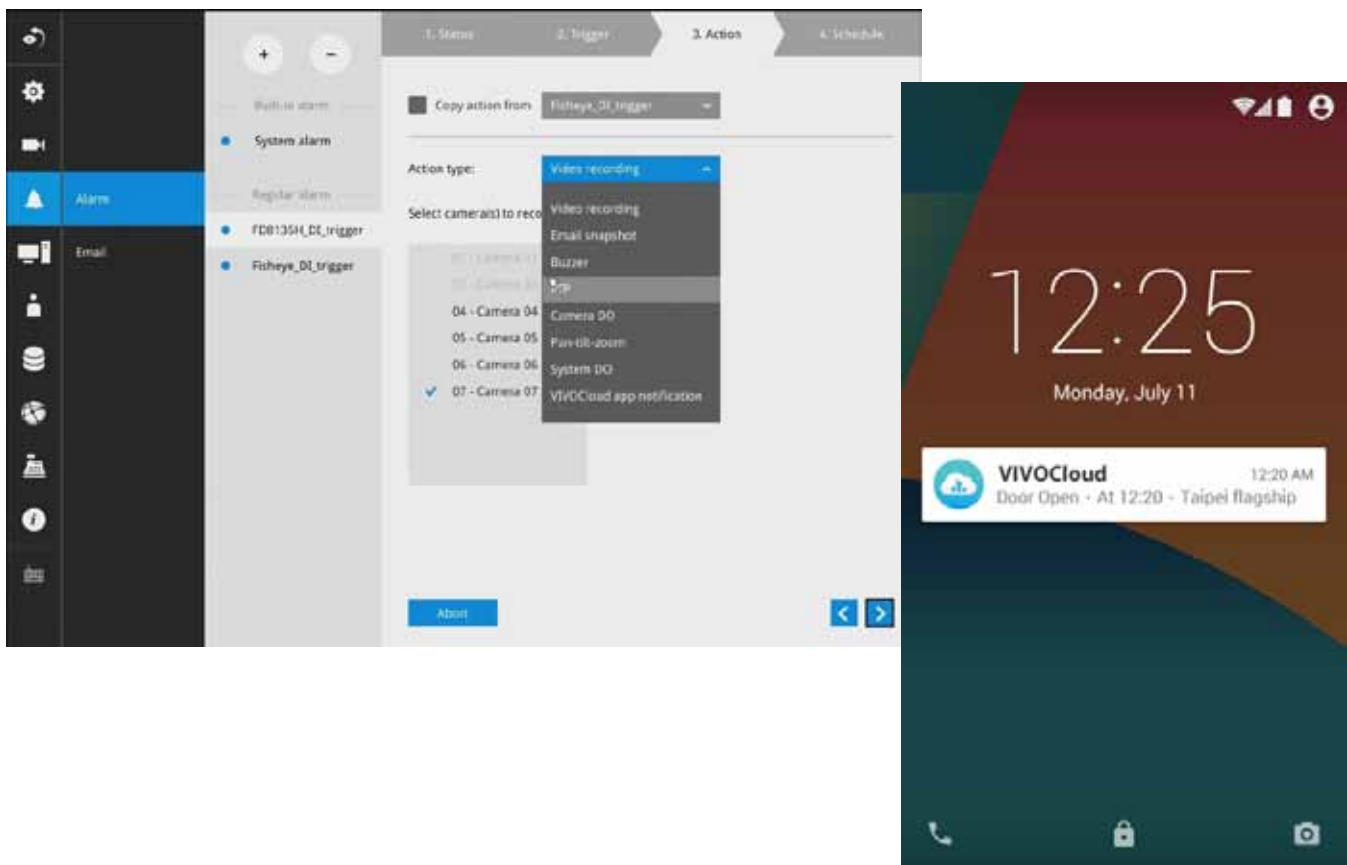 1. Status
2. Trigger
3. Action
4. Schedule
+ −
Built-in alarm
System alarm
Regular alarm
FD8135H_DI_trigger
Fisheye_DI_trigger
Alarm
Email
Copy action from
Fisheye_DI_trigger
Action type:
Video recording
Select camera(s) to reco
Video recording
Email snapshot
Buzzer
Camera DO
Pan-tilt-zoom
System DO
VIVOCloud app notification
04 - Camera 04
05 - Camera 05
06 - Camera 06
07 - Camera 07
Abort
12:25
Monday, July 11
VIVOCloud
12:20 AM
Door Open - At 12:20 - Taipei flagship